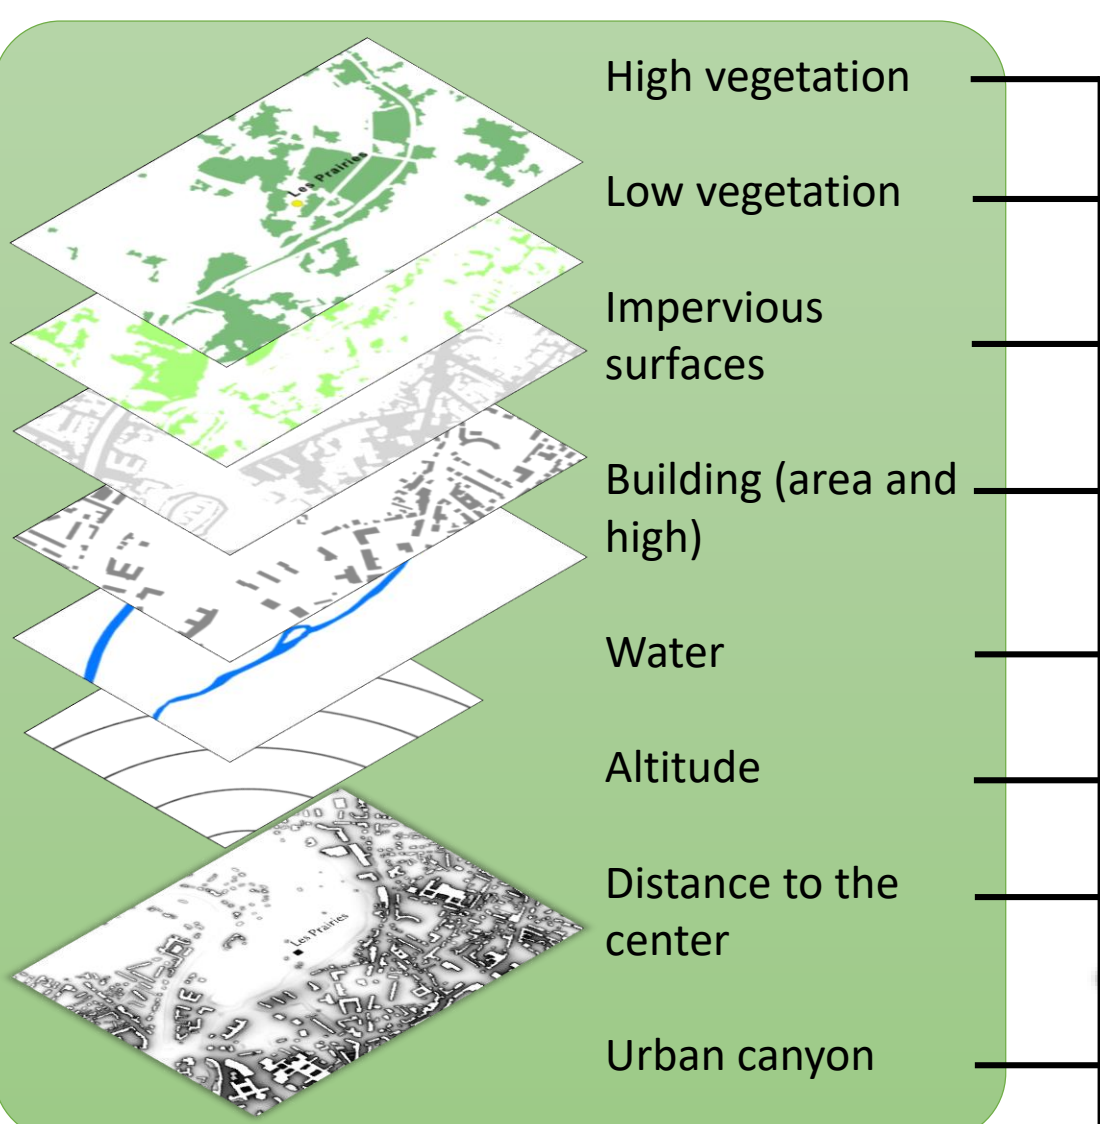 High vegetation
Les Prairies
Low vegetation
Impervious
surfaces
Building (area and
high)
Water
Altitude
Distance to the
center
Les Prairies
Urban canyon